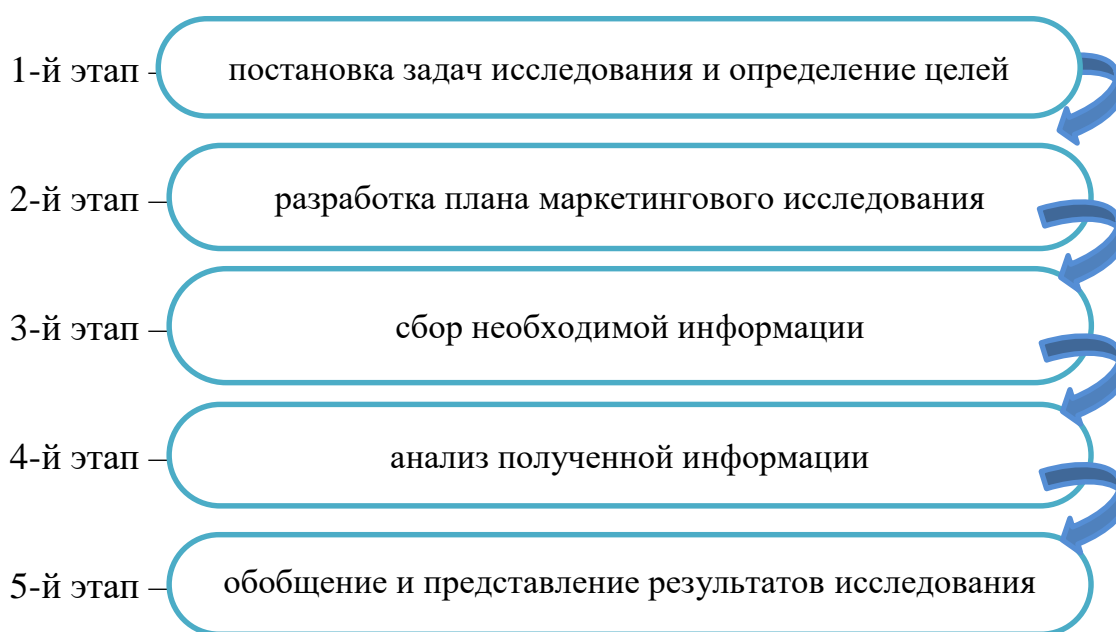 1-й этап – постановка задач исследования и определение целей
2-й этап – разработка плана маркетингового исследования
3-й этап – сбор необходимой информации
4-й этап – анализ полученной информации
5-й этап – обобщение и представление результатов исследования